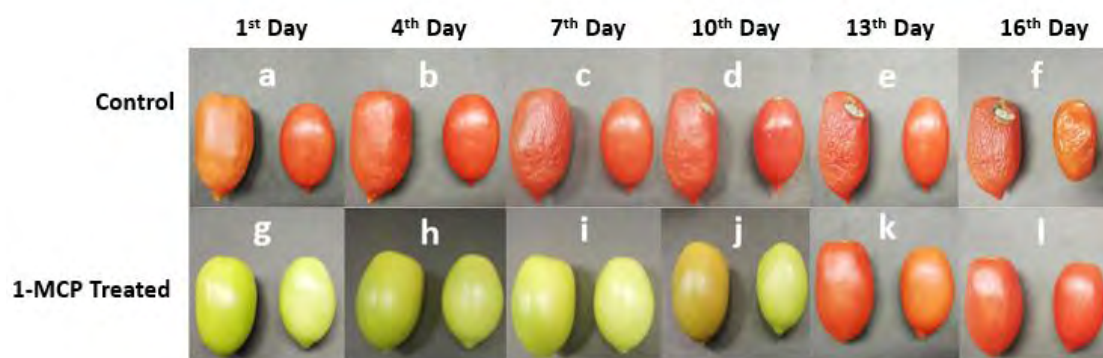 1st Day 4th Day 7th Day 10th Day 13th Day 16th Day
Control
a b c d e f
1-MCP Treated
g h i j k l